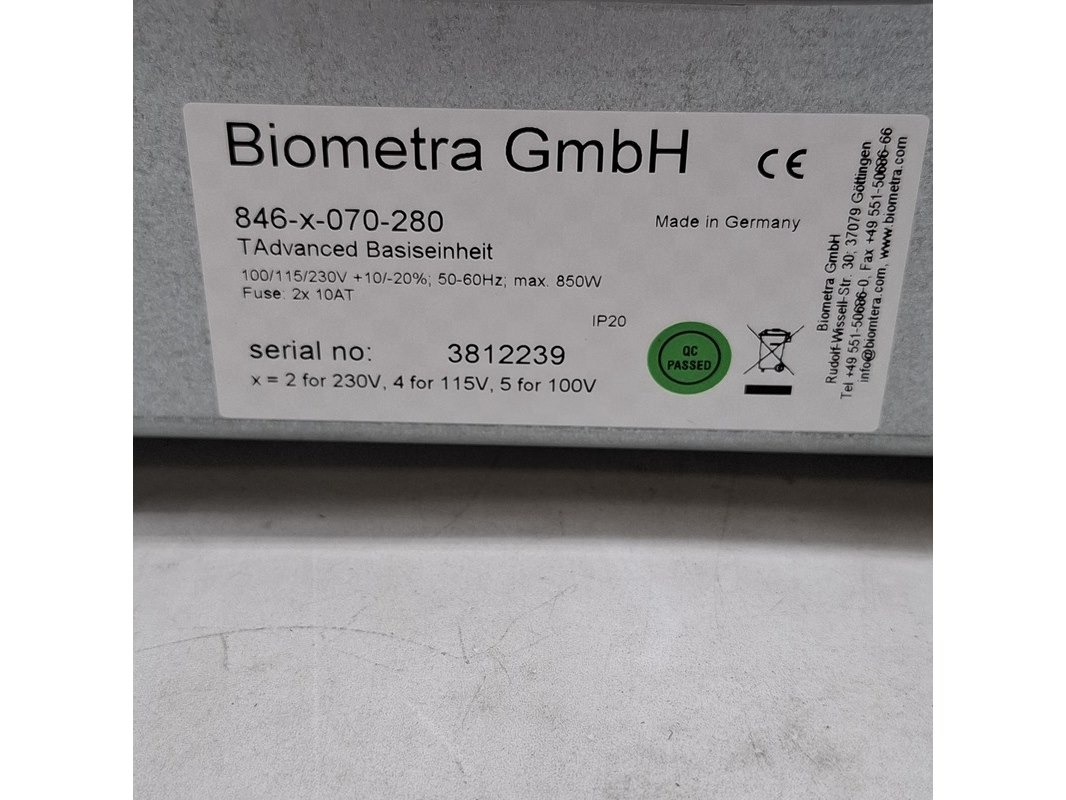 Biometra GmbH
CE
846-x-070-280
Made in Germany
TAdvanced Basiseinheit
100/115/230V +10/-20%; 50-60Hz; max. 850W
Fuse: 2x 10AT
IP20
serial no: 3812239
x = 2 for 230V, 4 for 115V, 5 for 100V
QC
PASSED
Biometra GmbH
Rudolf-Wissell-Str. 30; 37079 Göttingen
Tel +49 551-50686-0, Fax +49 551-50686-66
info@biomtera.com, www.biometra.com